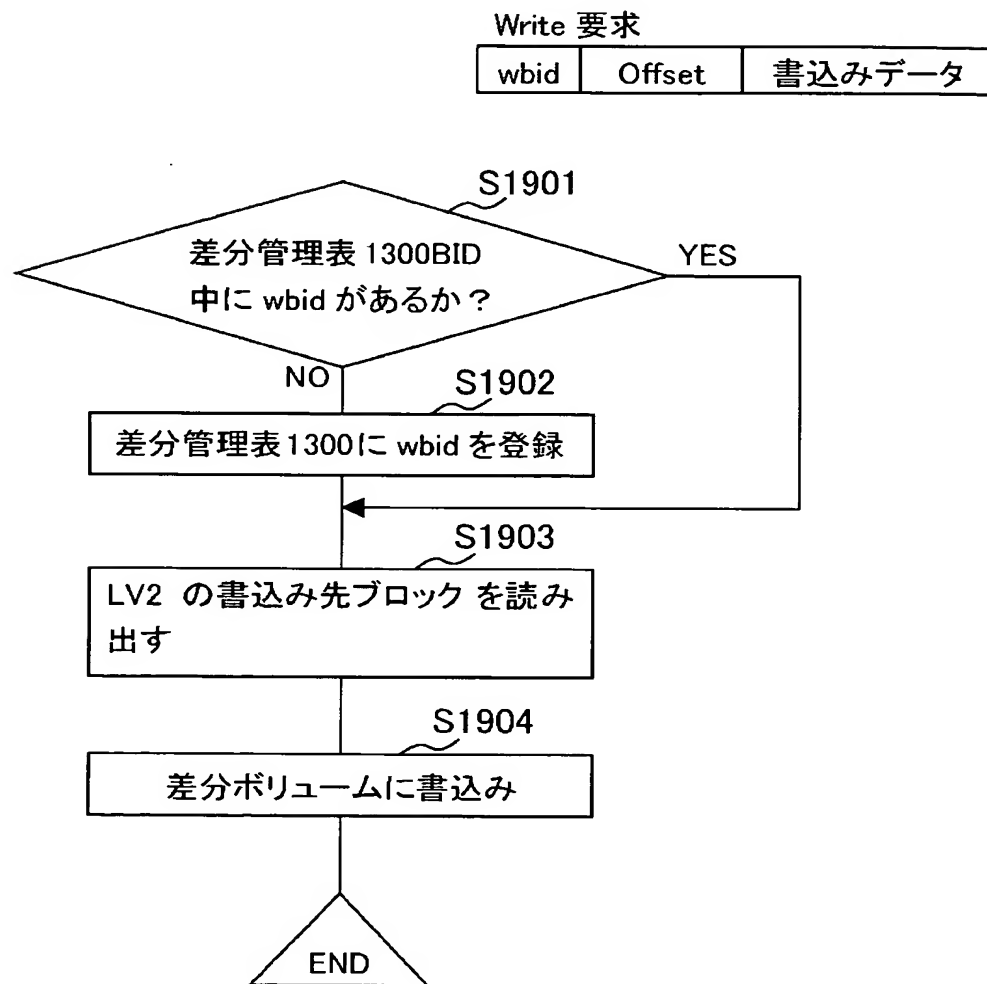 Write 要求
wbid Offset 書込みデータ
S1901
差分管理表 1300BID
中に wbid があるか？
YES
NO
S1902
差分管理表1300に wbid を登録
S1903
LV2 の書込み先ブロック を読み
出す
S1904
差分ボリュームに書込み
END